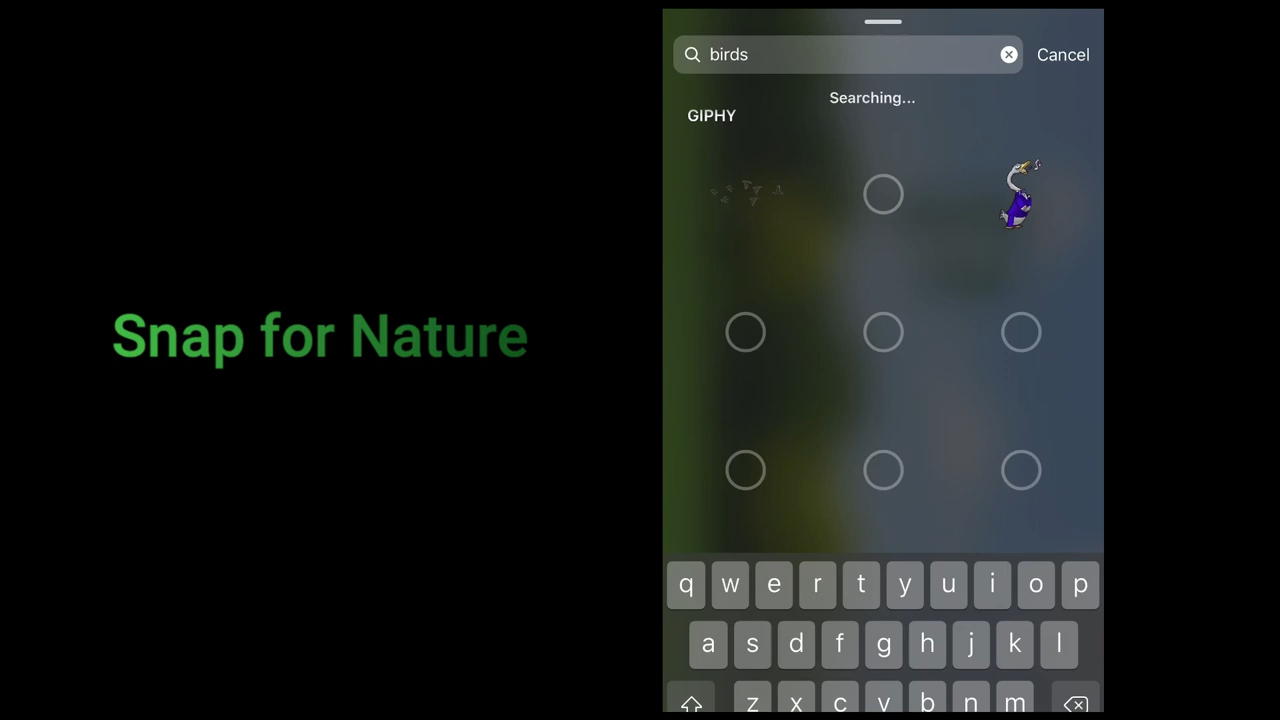 Snap for Nature
birds
Cancel
Searching...
GIPHY
q w e r t y u i o p
a s d f g h j k l
z x c v b n m